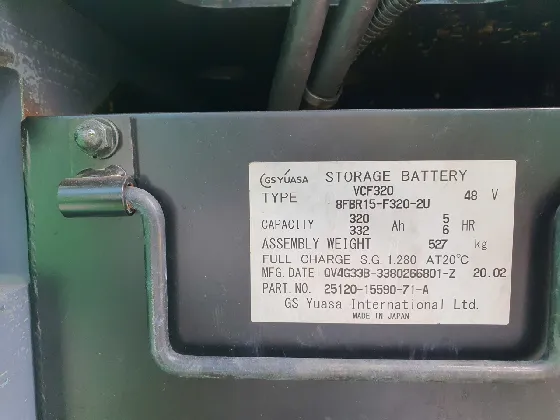 GS YUASA STORAGE BATTERY
TYPE VCF320 48 V
8FBR15-F320-2U
CAPACITY 320 Ah 5 HR
332 6
ASSEMBLY WEIGHT 527 kg
FULL CHARGE S.G 1.280 AT20℃
MFG.DATE QV4G33B-3380266801-Z 20.02
PART.NO. 25120-15590-71-A
GS Yuasa International Ltd.
MADE IN JAPAN